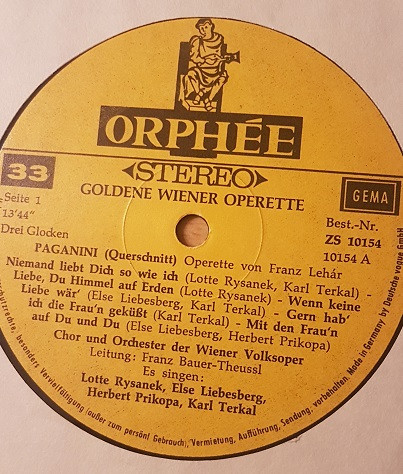 ORPHÉE
33
STEREO
GEMA
GOLDENE WIENER OPERETTE
Seite 1
13'44"
Drei Glocken
Best.-Nr.
ZS 10154
10154 A
PAGANINI (Querschnitt) Operette von Franz Lehár
Niemand liebt Dich so wie ich (Lotte Rysanek, Karl Terkal) -
Liebe, Du Himmel auf Erden (Lotte Rysanek) - Wenn keine
Liebe wär' (Else Liebesberg, Karl Terkal) - Gern hab'
ich die Frau'n geküßt (Karl Terkal) - Mit den Frau'n
auf Du und Du (Else Liebesberg, Herbert Prikopa)
Chor und Orchester der Wiener Volksoper
Leitung: Franz Bauer-Theussl
Es singen:
Lotte Rysanek, Else Liebesberg,
Herbert Prikopa, Karl Terkal
besonders Vervielfältigung (außer zum persönl Gebrauch), Vermietung, Aufführung, Sendung, vorbehalten. Made in Germany by Deutsche vogue GmbH